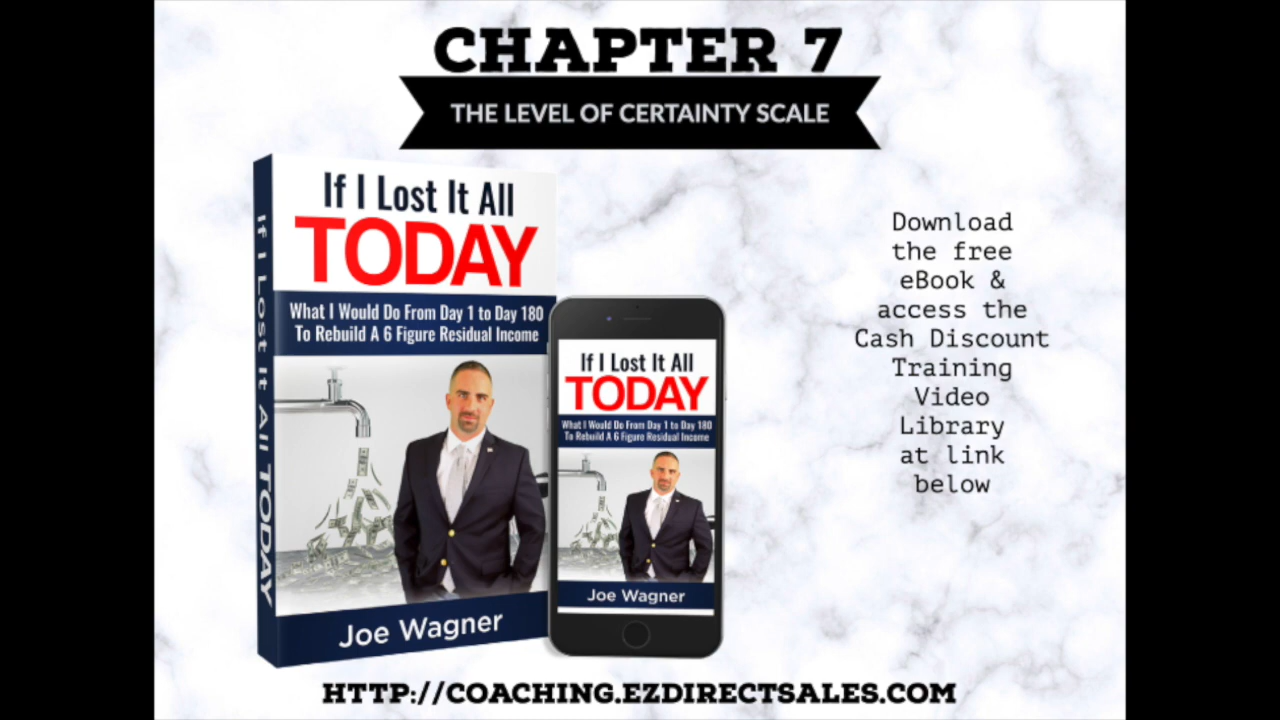 CHAPTER 7
THE LEVEL OF CERTAINTY SCALE
If I Lost It All
TODAY
What I Would Do From Day 1 to Day 180
To Rebuild A 6 Figure Residual Income
Joe Wagner
If I Lost It All TODAY
If I Lost It All
TODAY
What I Would Do From Day 1 to Day 180
To Rebuild A 6 Figure Residual Income
Joe Wagner
Download
the free
eBook &
access the
Cash Discount
Training
Video
Library
at link
below
HTTP://COACHING.EZDIRECTSALES.COM